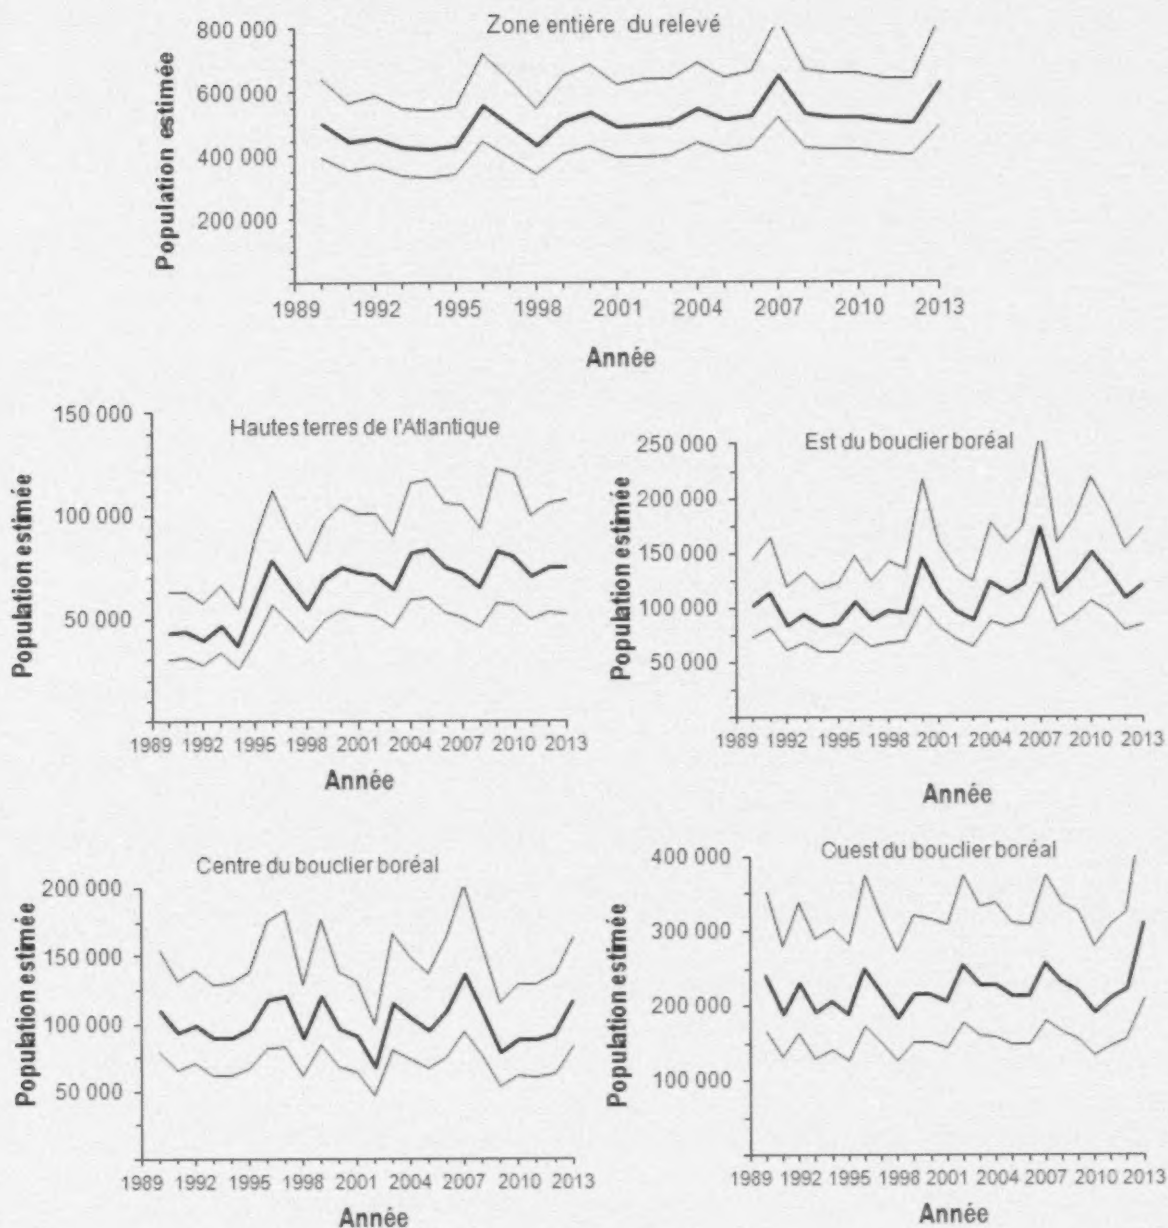 Zone entière du relevé
Population estimée
800 000
600 000
400 000
200 000
1989 1992 1995 1998 2001 2004 2007 2010 2013
Année
Hautes terres de l'Atlantique
Population estimée
150 000
100 000
50 000
1989 1992 1995 1998 2001 2004 2007 2010 2013
Année
Est du bouclier boréal
Population estimée
250 000
200 000
150 000
100 000
50 000
1989 1992 1995 1998 2001 2004 2007 2010 2013
Année
Centre du bouclier boréal
Population estimée
200 000
150 000
100 000
50 000
1989 1992 1995 1998 2001 2004 2007 2010 2013
Année
Ouest du bouclier boréal
Population estimée
400 000
300 000
200 000
100 000
1989 1992 1995 1998 2001 2004 2007 2010 2013
Année